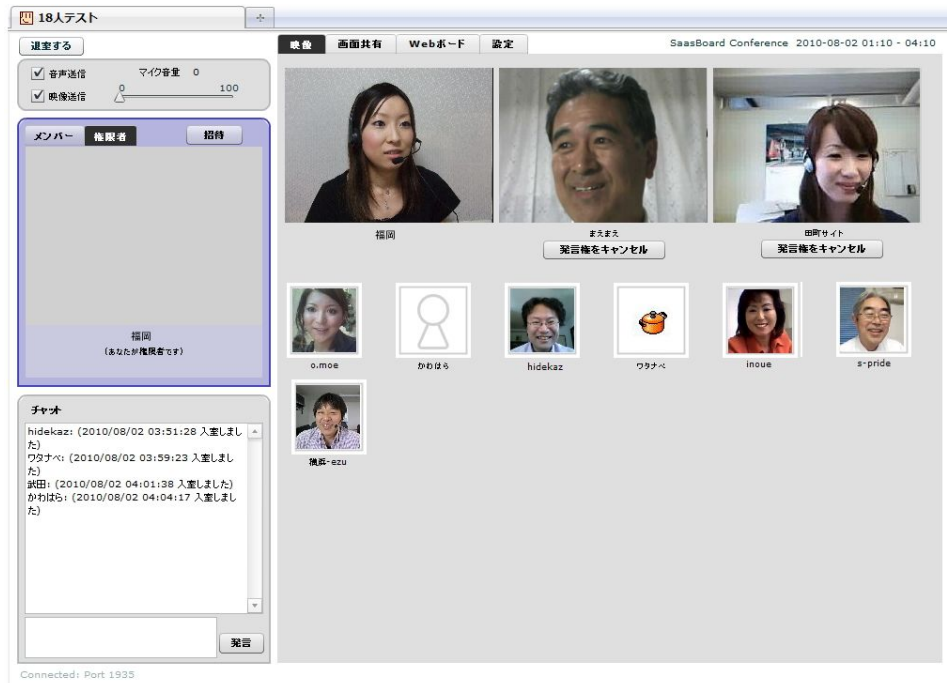 18人テスト
退室する
音声送信
マイク音量 0
映像送信
0 100
メンバー 権限者 招待
福岡
(あなたが権限者です)
チャット
hidekaz: (2010/08/02 03:51:28 入室しまし
た)
ワタナベ: (2010/08/02 03:59:23 入室しまし
た)
武田: (2010/08/02 04:01:38 入室しました)
かわはら: (2010/08/02 04:04:17 入室しまし
た)
発言
Connected: Port 1935
映像 画面共有 Webボード 設定
SaasBoard Conference 2010-08-02 01:10 - 04:10
福岡 まえまえ 田町サイト
発言権をキャンセル 発言権をキャンセル
o.moe かわはら hidekaz ワタナベ inoue s-pride
横浜-ezu